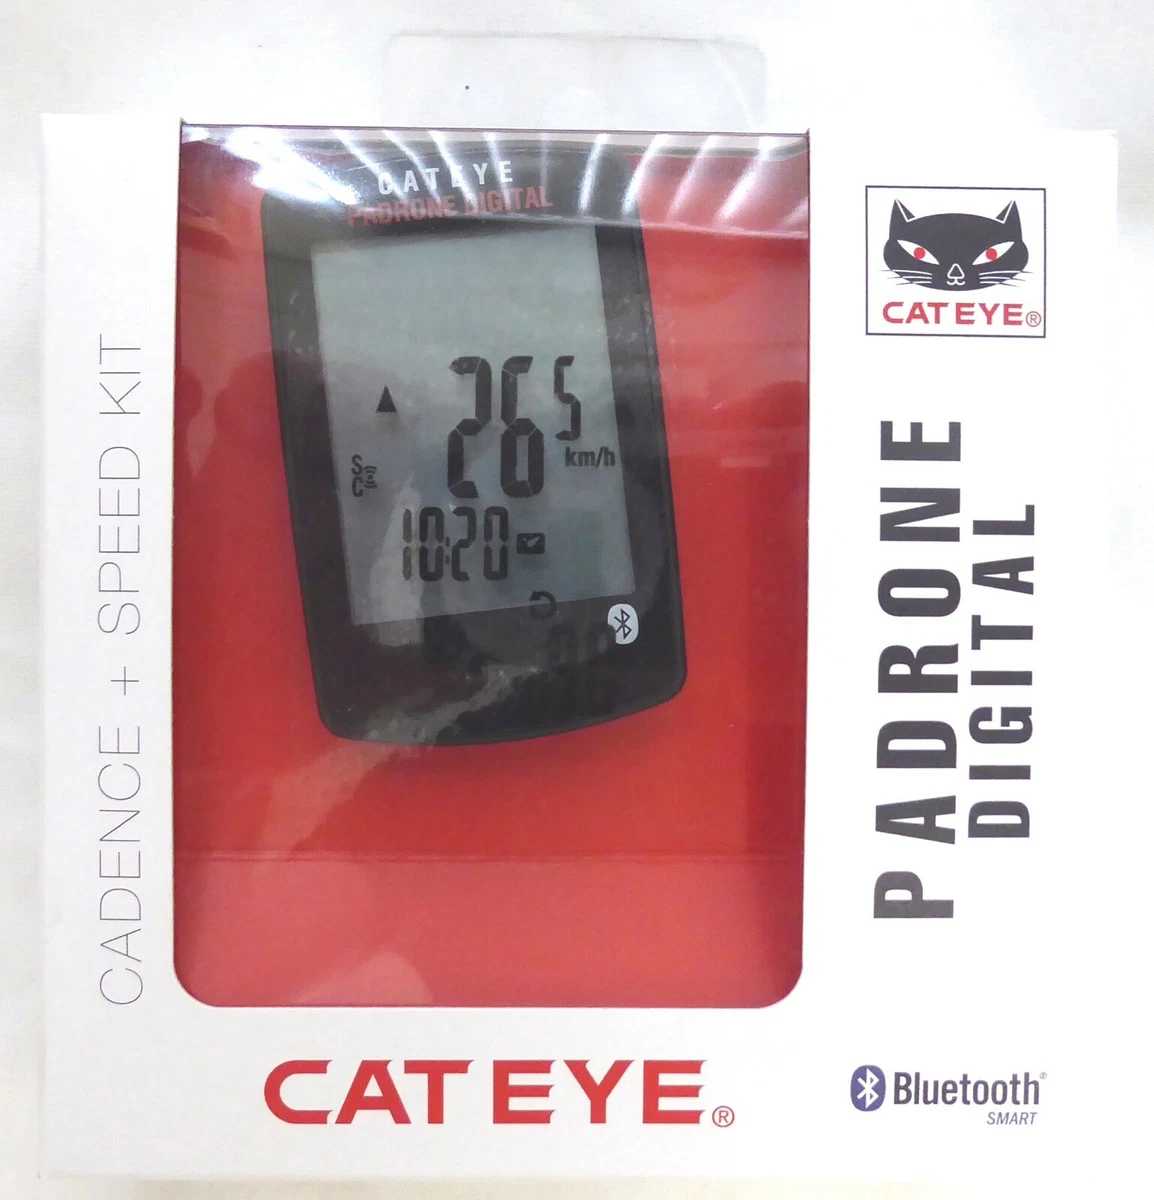 CATEYE
PADRONE DIGITAL
26.5
km/h
S
C
10:20
CADENCE + SPEED KIT
CATEYE®
PADRONE
DIGITAL
CATEYE®
Bluetooth®
SMART